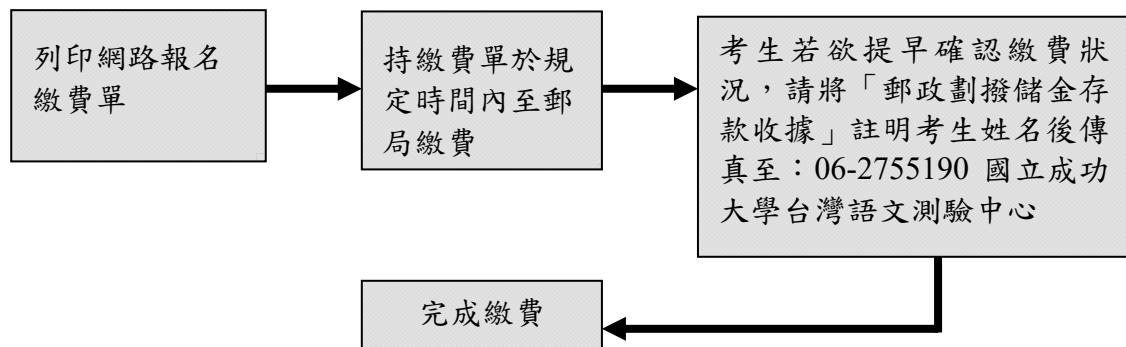 列印網路報名
繳費單
持繳費單於規
定時間內至郵
局繳費
考生若欲提早確認繳費狀
況，請將「郵政劃撥儲金存
款收據」註明考生姓名後傳
真至：06-2755190 國立成功
大學台灣語文測驗中心
完成繳費